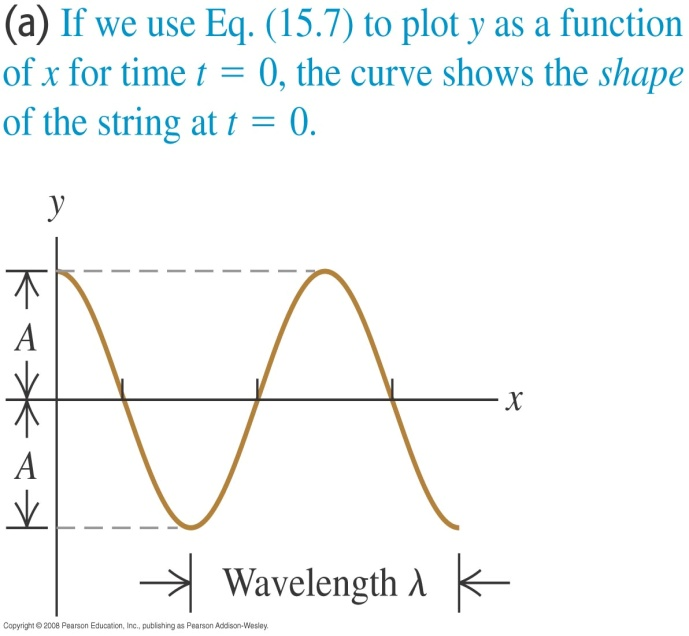 (a) If we use Eq. (15.7) to plot y as a function
of x for time t = 0, the curve shows the shape
of the string at t = 0.
y
A
x
A
Wavelength λ
Copyright © 2008 Pearson Education, Inc., publishing as Pearson Addison-Wesley.